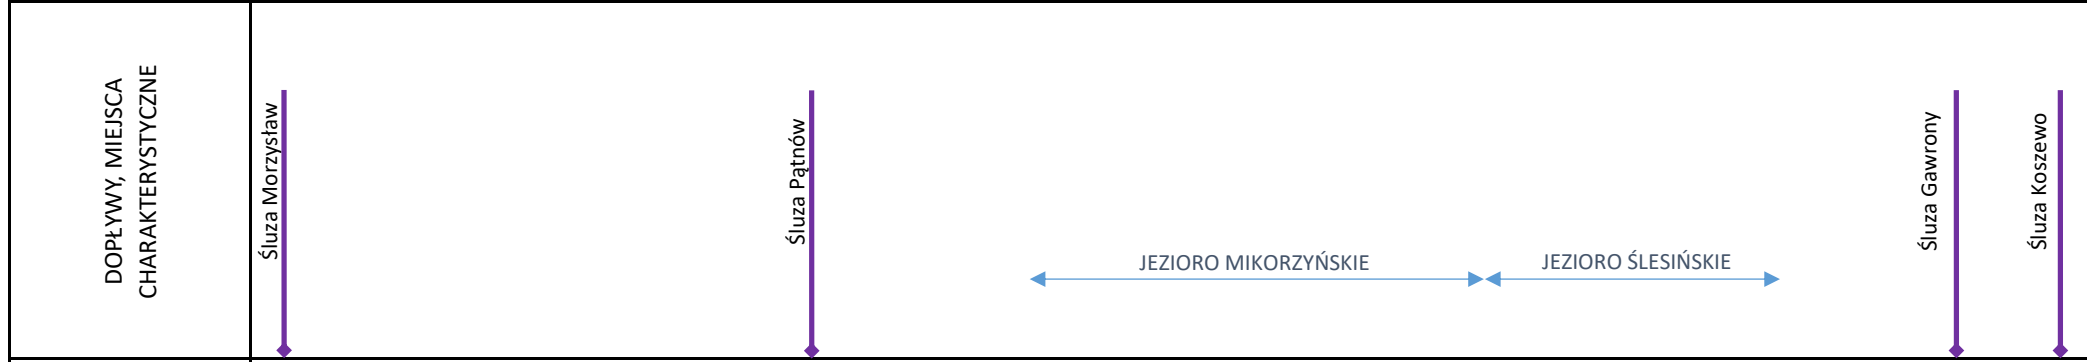 DOPŁYWY, MIEJSCA
CHARAKTERYSTYCZNE
Śluza Morzysław
Śluza Pątnów
JEZIORO MIKORZYŃSKIE
JEZIORO ŚLESIŃSKIE
Śluza Gawrony
Śluza Koszewo